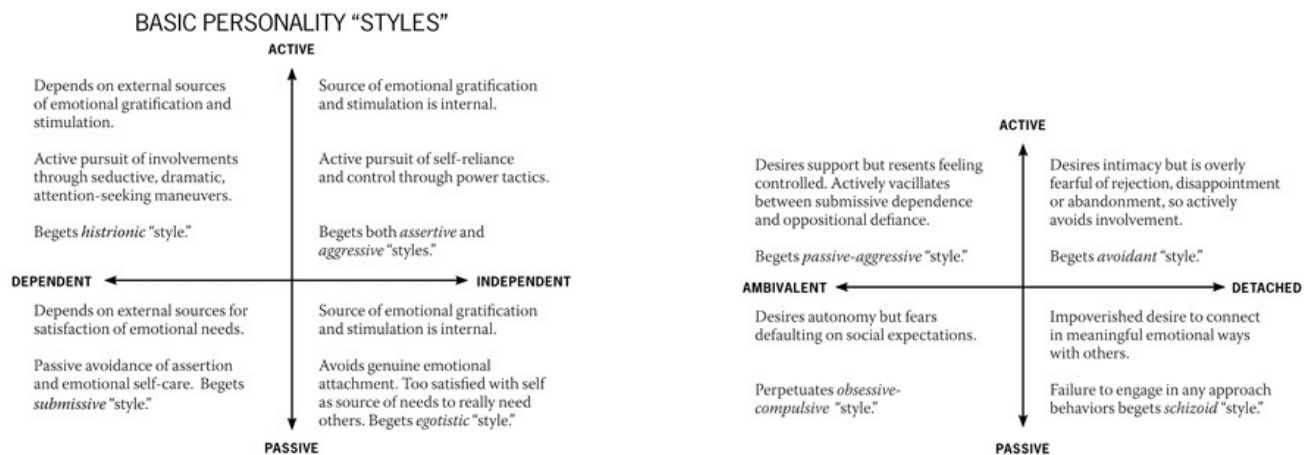 BASIC PERSONALITY “STYLES”
ACTIVE
Depends on external sources
of emotional gratification and
stimulation.
Active pursuit of involvements
through seductive, dramatic,
attention-seeking maneuvers.
Begets histrionic “style.”
Source of emotional gratification
and stimulation is internal.
Active pursuit of self-reliance
and control through power tactics.
Begets both assertive and
aggressive “styles.”
DEPENDENT
INDEPENDENT
Depends on external sources for
satisfaction of emotional needs.
Passive avoidance of assertion
and emotional self-care. Begets
submissive “style.”
Source of emotional gratification
and stimulation is internal.
Avoids genuine emotional
attachment. Too satisfied with self
as source of needs to really need
others. Begets egotistic “style.”
PASSIVE
ACTIVE
Desires support but resents feeling
controlled. Actively vacillates
between submissive dependence
and oppositional defiance.
Begets passive-aggressive “style.”
Desires intimacy but is overly
fearful of rejection, disappointment
or abandonment, so actively
avoids involvement.
Begets avoidant “style.”
AMBIVALENT
DETACHED
Desires autonomy but fears
defaulting on social expectations.
Perpetuates obsessive-
compulsive “style.”
Impoverished desire to connect
in meaningful emotional ways
with others.
Failure to engage in any approach
behaviors begets schizoid “style.”
PASSIVE